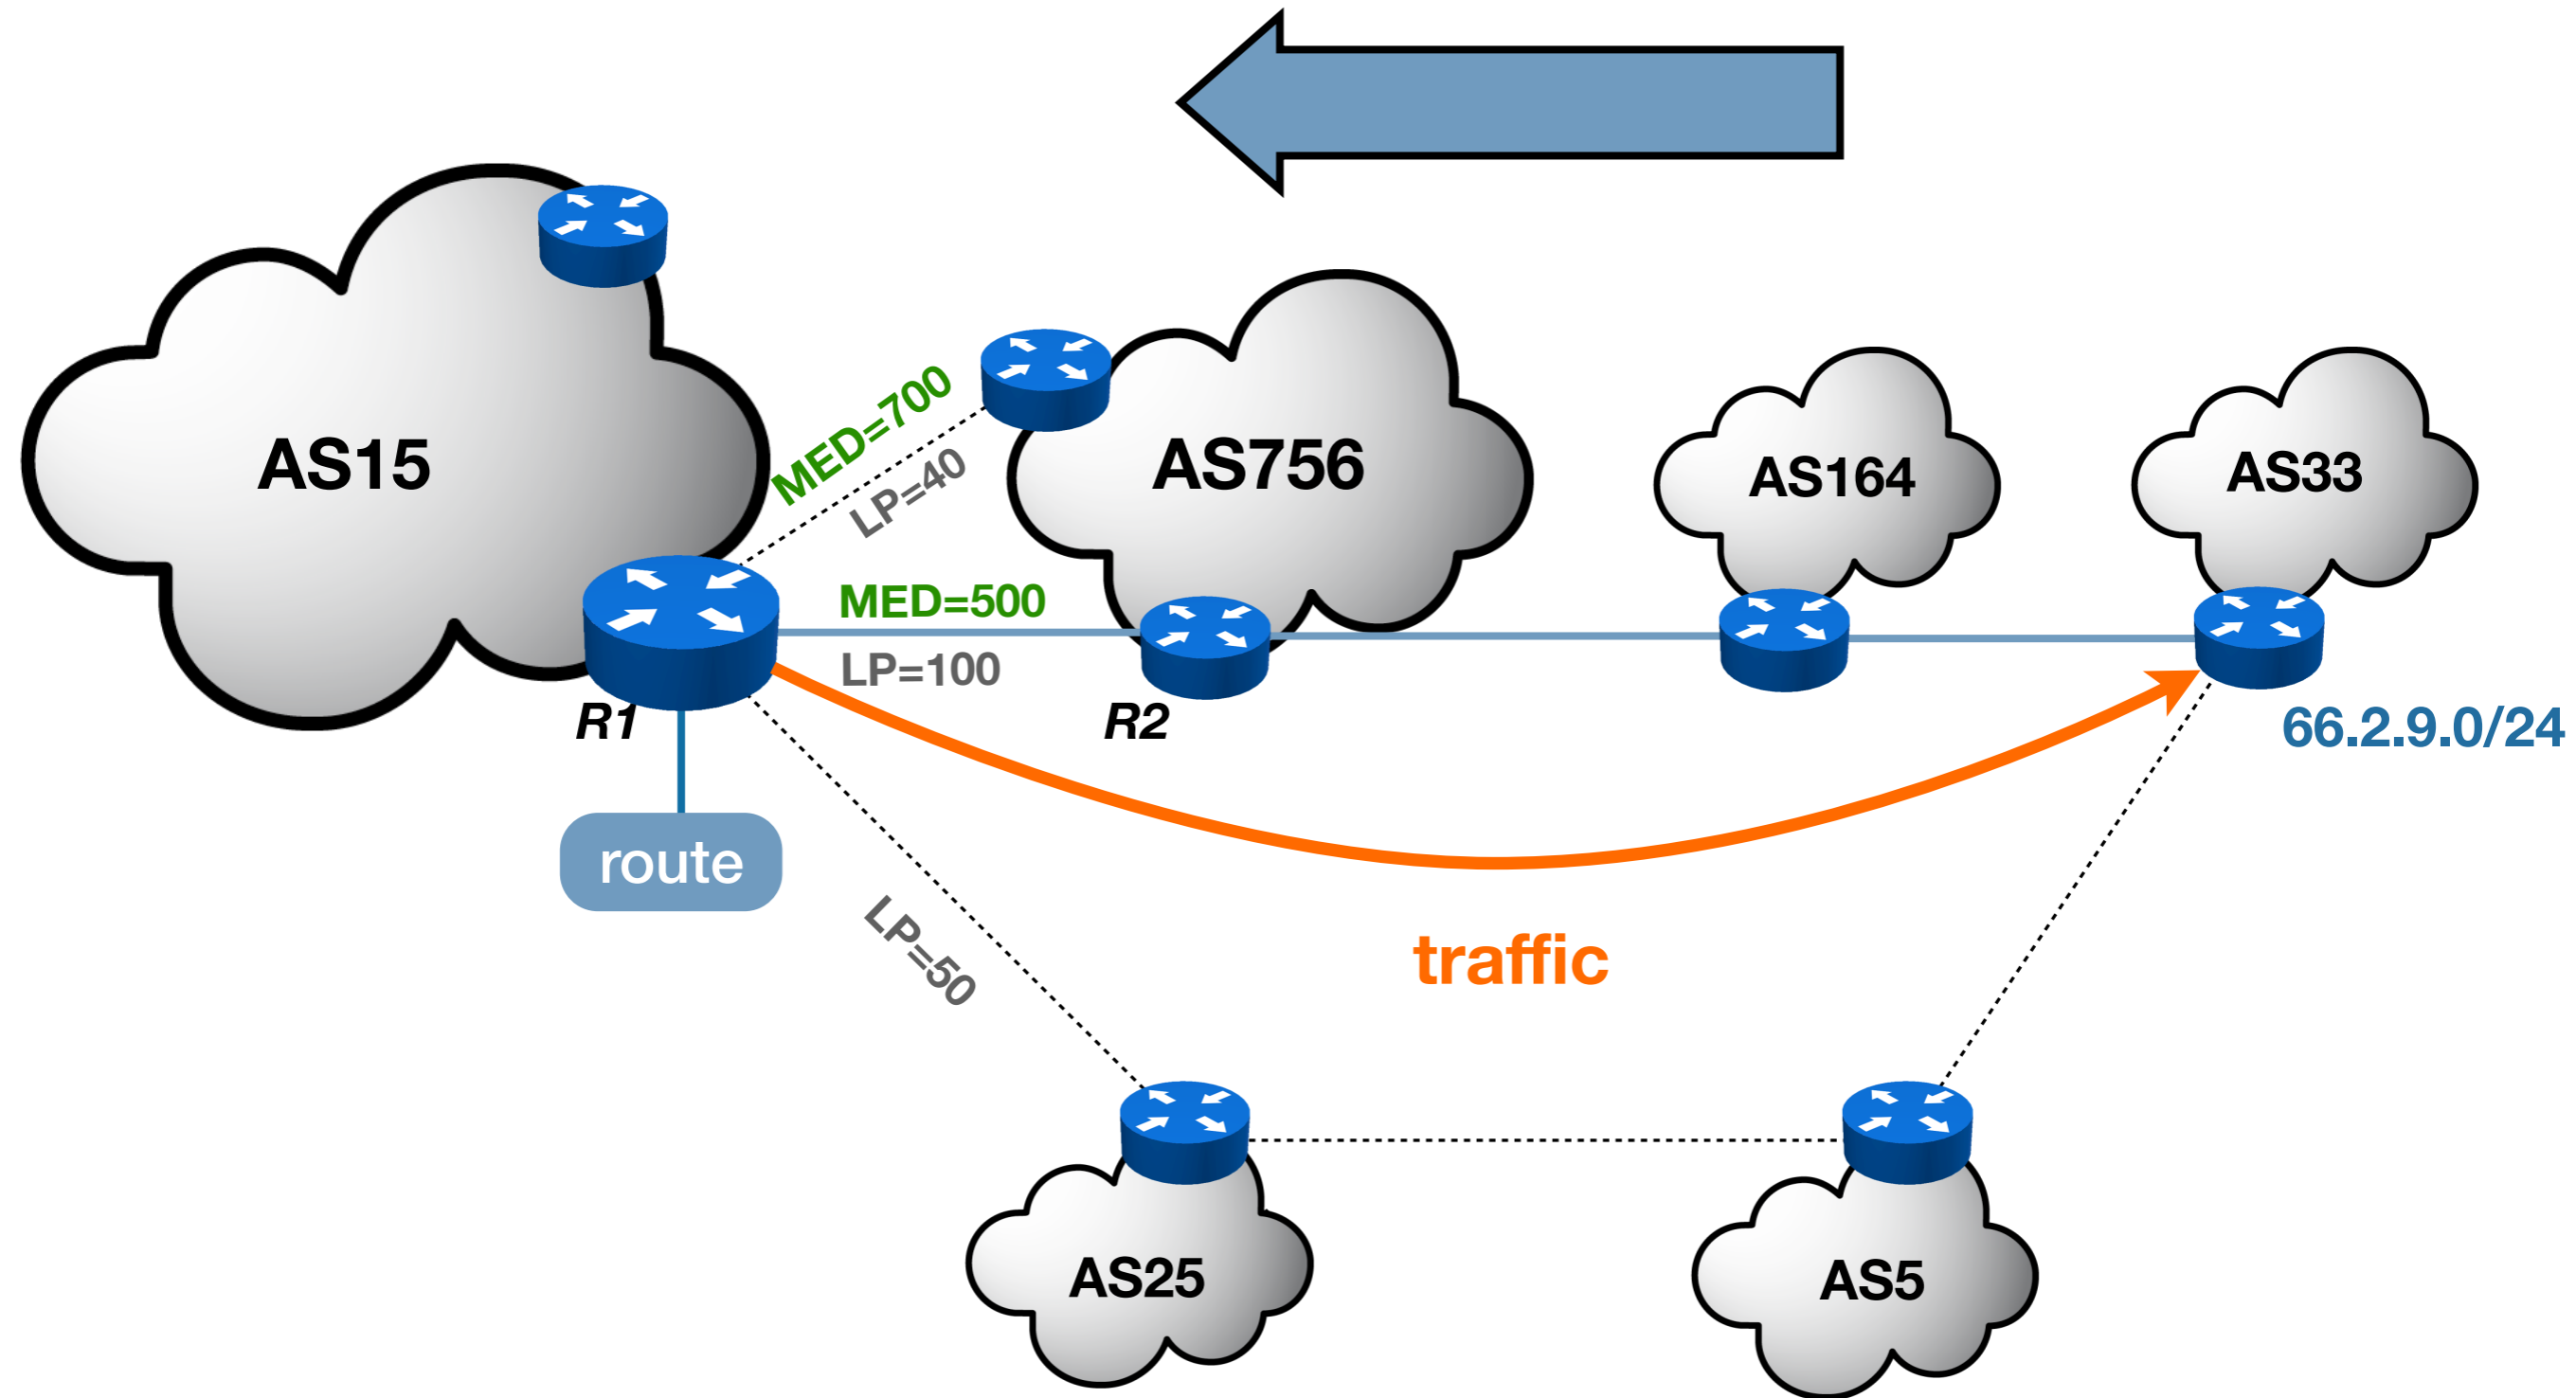 AS15
MED=700
LP=40
AS756
AS164
AS33
MED=500
LP=100
R1
R2
66.2.9.0/24
route
LP=50
traffic
AS25
AS5